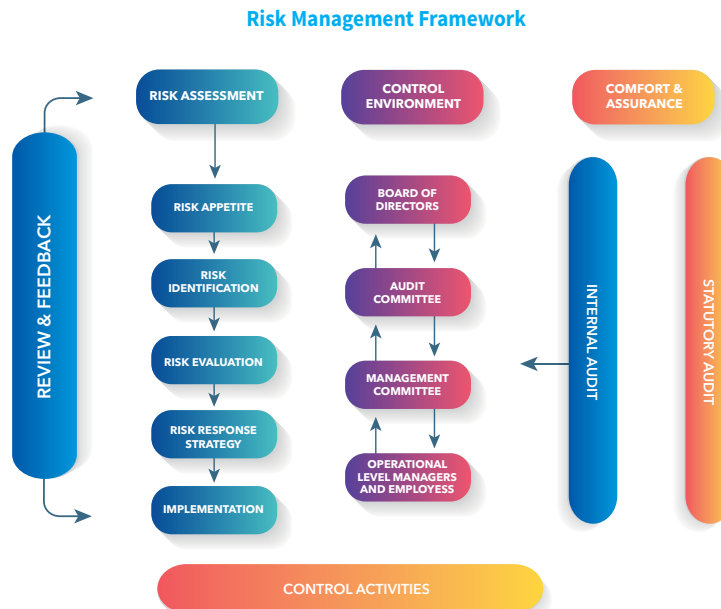 Risk Management Framework
REVIEW & FEEDBACK
RISK ASSESSMENT
RISK APPETITE
RISK
IDENTIFICATION
RISK EVALUATION
RISK RESPONSE
STRATEGY
IMPLEMENTATION
CONTROL
ENVIRONMENT
BOARD OF
DIRECTORS
AUDIT
COMMITTEE
MANAGEMENT
COMMITTEE
OPERATIONAL
LEVEL MANAGERS
AND EMPLOYESS
COMFORT &
ASSURANCE
INTERNAL AUDIT
STATUTORY AUDIT
CONTROL ACTIVITIES